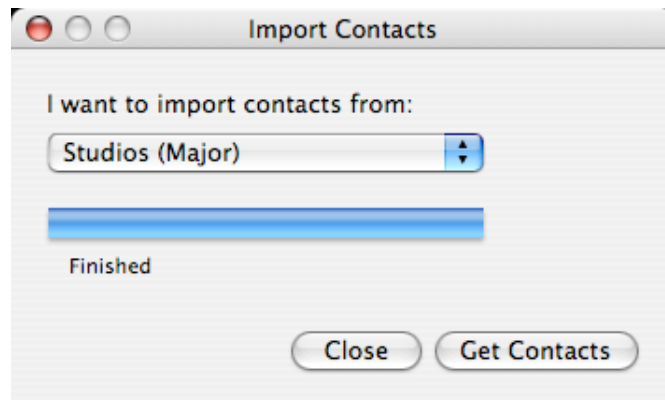 Import Contacts
I want to import contacts from:
Studios (Major)
Finished
Close
Get Contacts